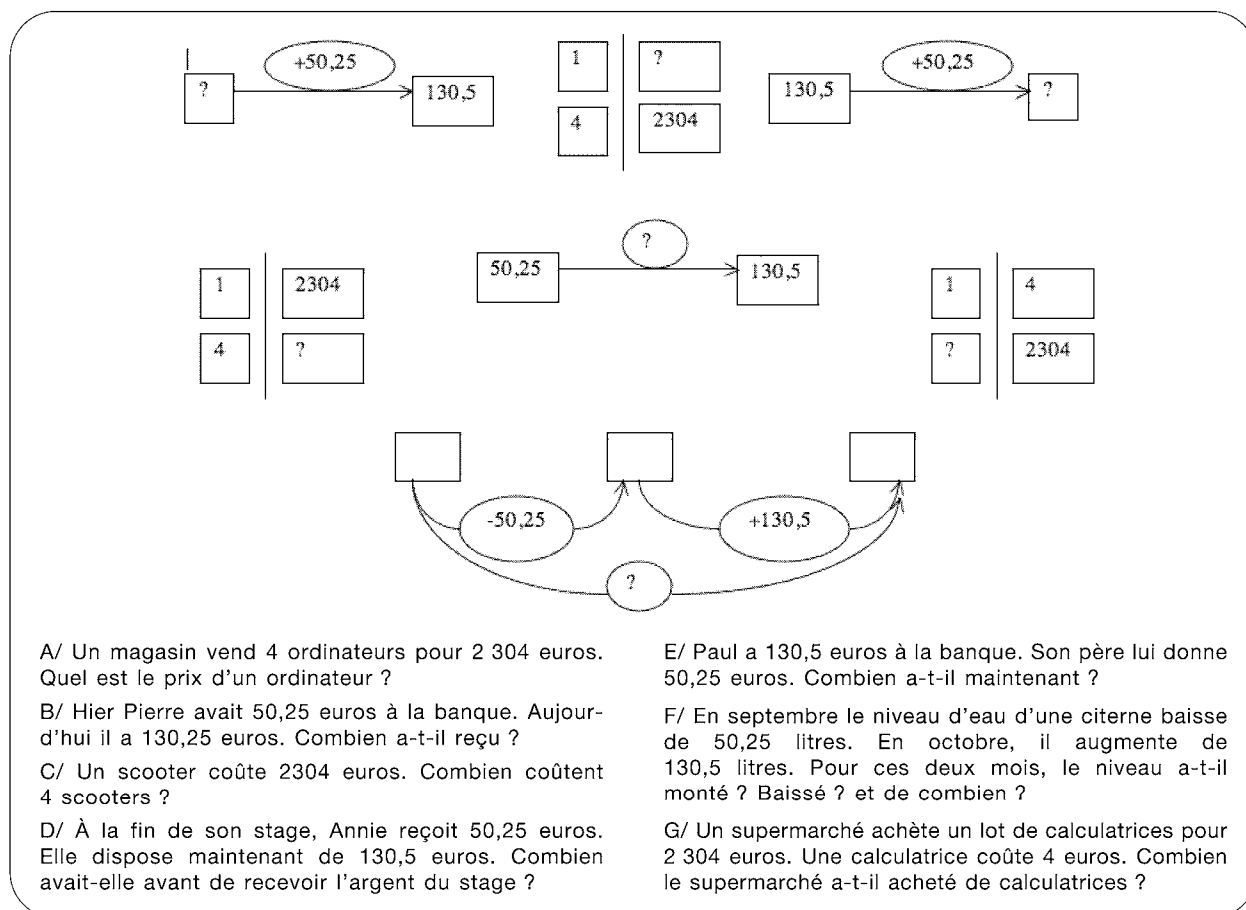 +50,25
+50,25
1
?
?
130,5
130,5
?
4
2304
?
50,25
130,5
1
2304
1
4
4
?
?
2304
-50,25
+130,5
?
A/ Un magasin vend 4 ordinateurs pour 2 304 euros.
Quel est le prix d'un ordinateur ?
B/ Hier Pierre avait 50,25 euros à la banque. Aujour-
d'hui il a 130,25 euros. Combien a-t-il reçu ?
C/ Un scooter coûte 2304 euros. Combien coûtent
4 scooters ?
D/ À la fin de son stage, Annie reçoit 50,25 euros.
Elle dispose maintenant de 130,5 euros. Combien
avait-elle avant de recevoir l'argent du stage ?
E/ Paul a 130,5 euros à la banque. Son père lui donne
50,25 euros. Combien a-t-il maintenant ?
F/ En septembre le niveau d'eau d'une citerne baisse
de 50,25 litres. En octobre, il augmente de
130,5 litres. Pour ces deux mois, le niveau a-t-il
monté ? Baissé ? et de combien ?
G/ Un supermarché achète un lot de calculatrices pour
2 304 euros. Une calculatrice coûte 4 euros. Combien
le supermarché a-t-il acheté de calculatrices ?